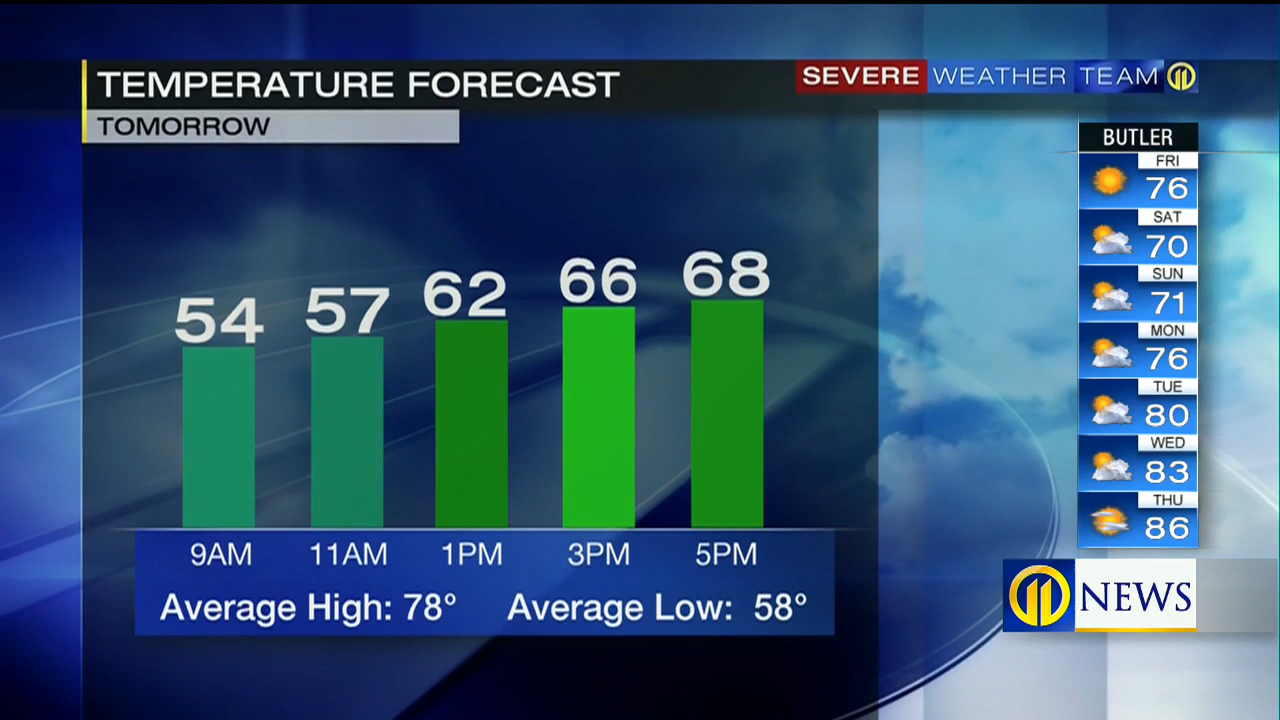 TEMPERATURE FORECAST
TOMORROW
SEVERE WEATHER TEAM 11
54 57 62 66 68
9AM 11AM 1PM 3PM 5PM
Average High: 78° Average Low: 58°
BUTLER
FRI
76
SAT
70
SUN
71
MON
76
TUE
80
WED
83
THU
86
11 NEWS